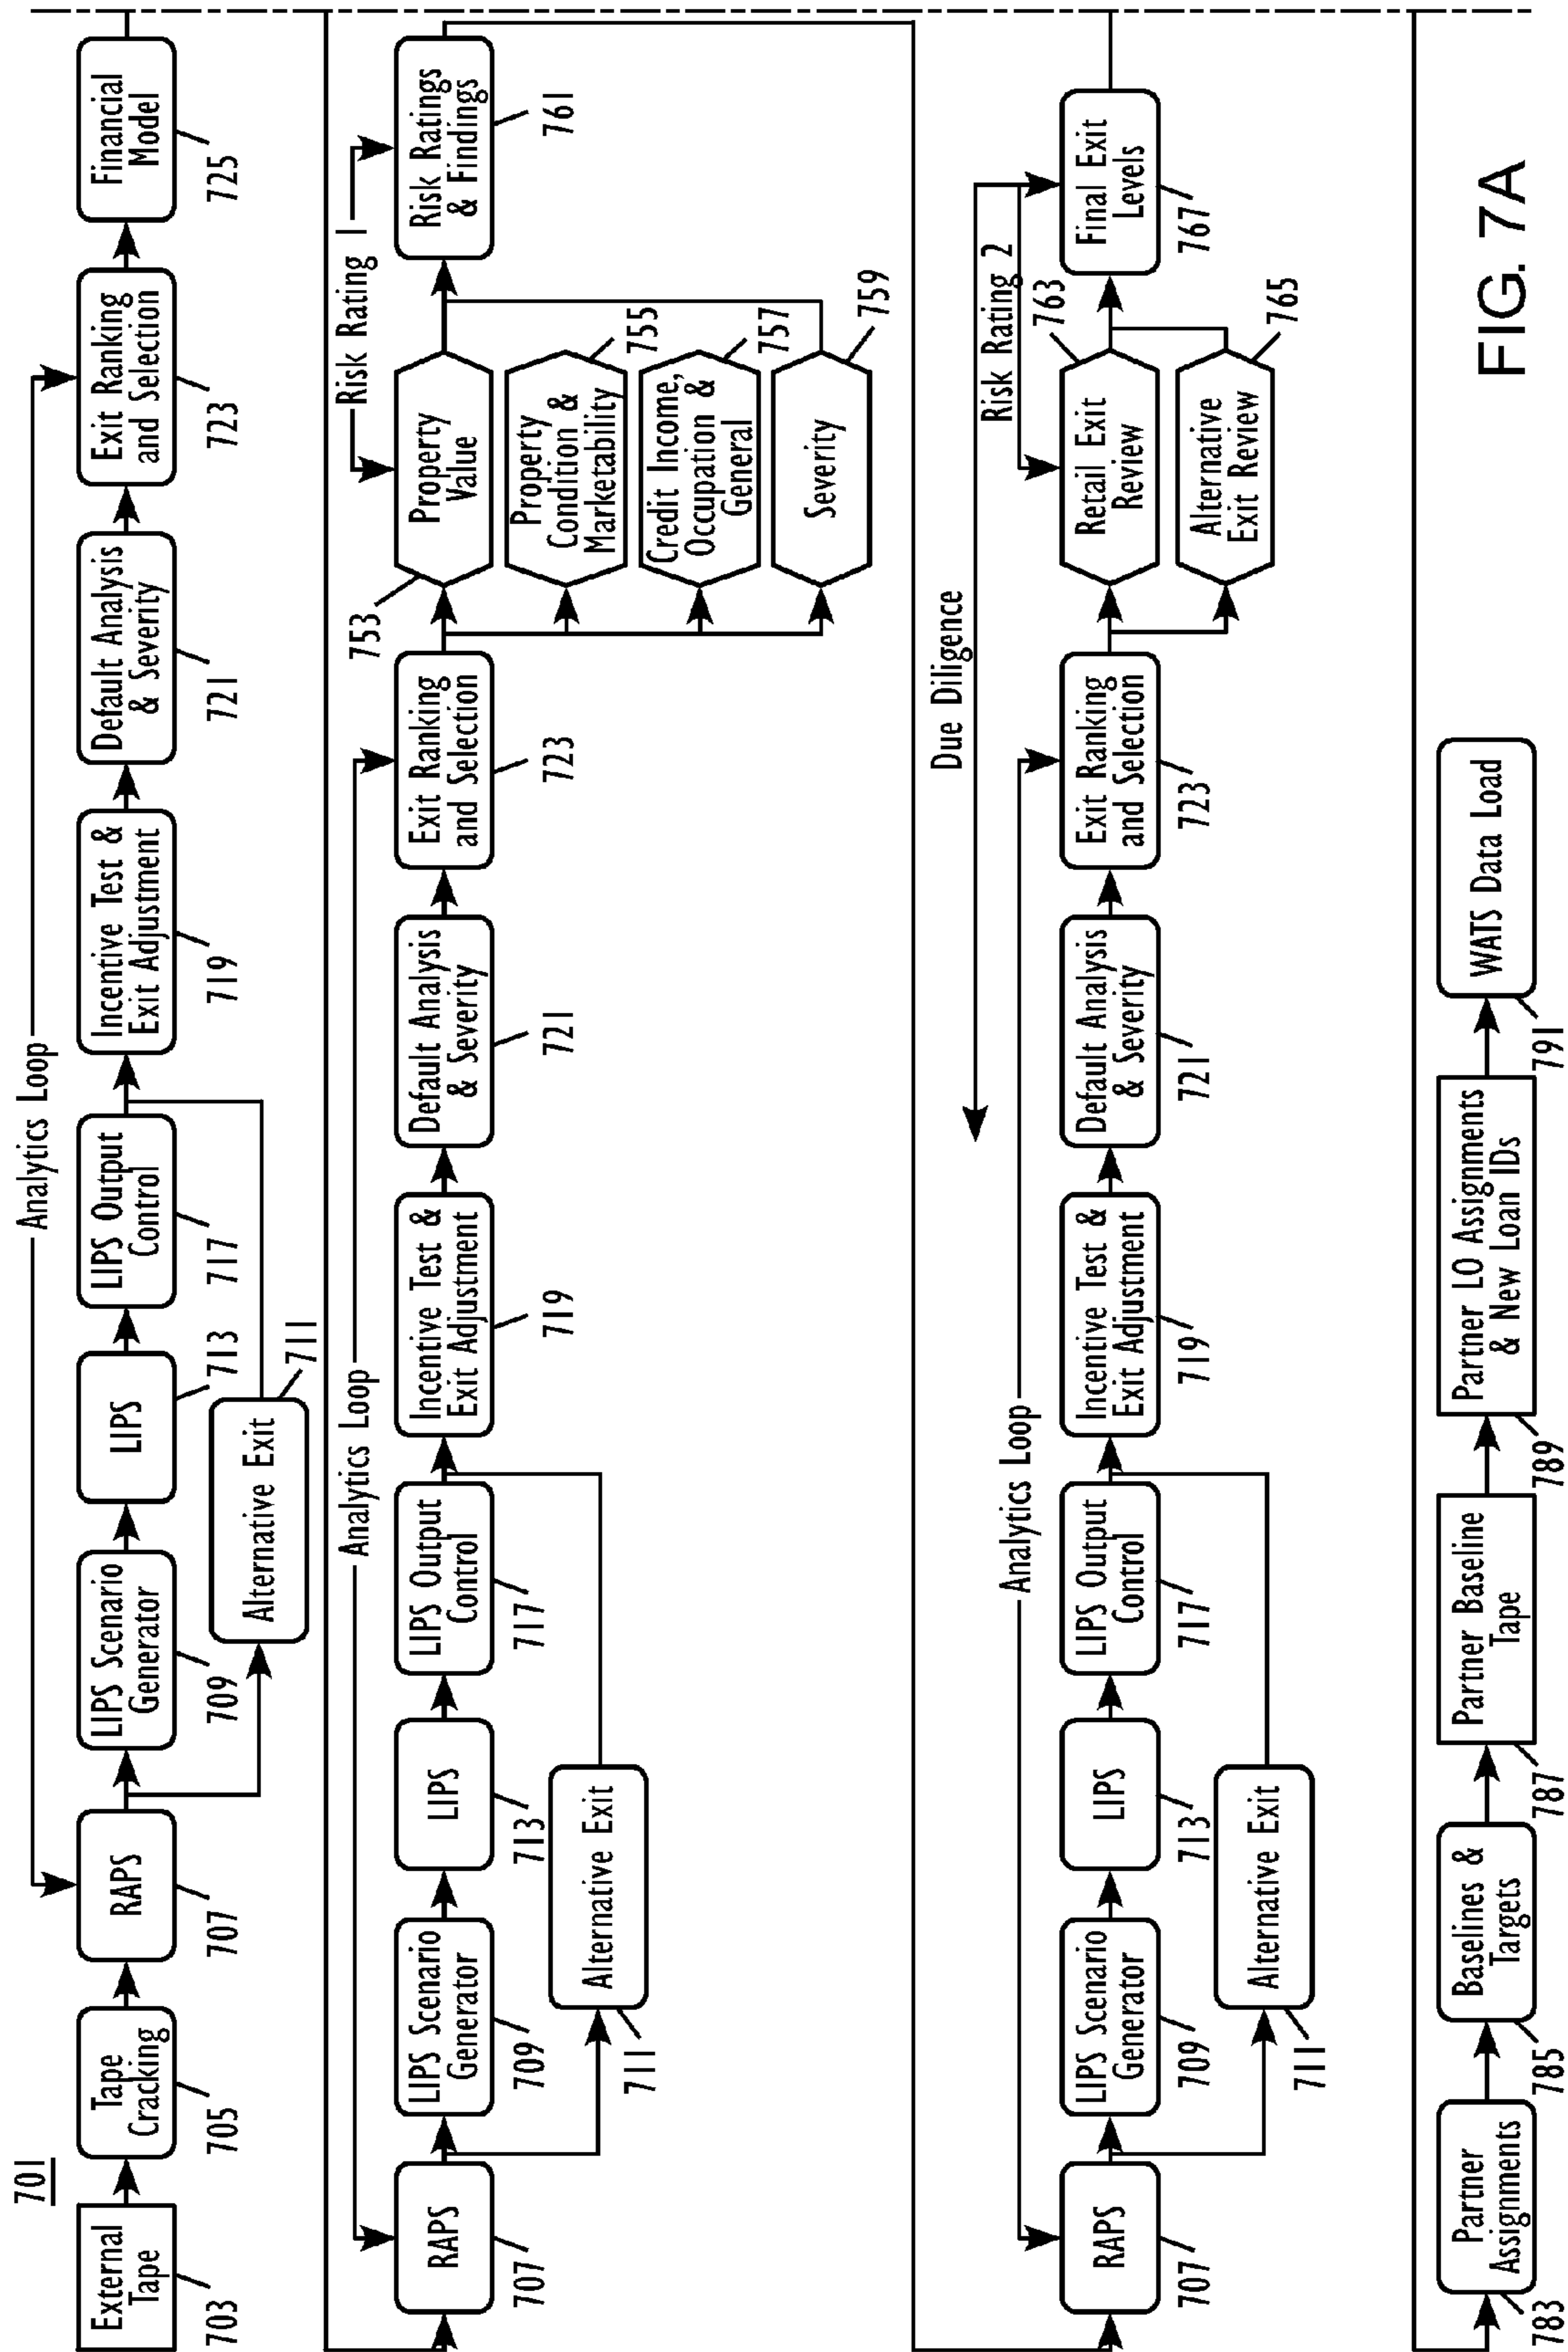 701
Analytics Loop
External
Tape
703
Tape
Cracking
705
RAPS
707
LIPS Scenario
Generator
709
LIPS
713
Alternative Exit
711
LIPS Output
Control
717
Incentive Test &
Exit Adjustment
719
Default Analysis
& Severity
721
Exit Ranking
and Selection
723
Financial
Model
725
Analytics Loop
Risk Rating 1
RAPS
707
LIPS Scenario
Generator
709
LIPS
713
Alternative Exit
711
LIPS Output
Control
717
Incentive Test &
Exit Adjustment
719
Default Analysis
& Severity
721
Exit Ranking
and Selection
723
753
Property
Value
Property
Condition &
Marketability
755
Credit Income,
Occupation &
General
757
Severity
759
Risk Ratings
& Findings
761
Due Diligence
Analytics Loop
Risk Rating 2
RAPS
707
LIPS Scenario
Generator
709
LIPS
713
Alternative Exit
711
LIPS Output
Control
717
Incentive Test &
Exit Adjustment
719
Default Analysis
& Severity
721
Exit Ranking
and Selection
723
Retail Exit
Review
763
Alternative
Exit Review
765
Final Exit
Levels
767
Partner
Assignments
783
Baselines &
Targets
785
Partner Baseline
Tape
787
Partner LO Assignments
& New Loan IDs
789
WATS Data Load
791
FIG. 7A